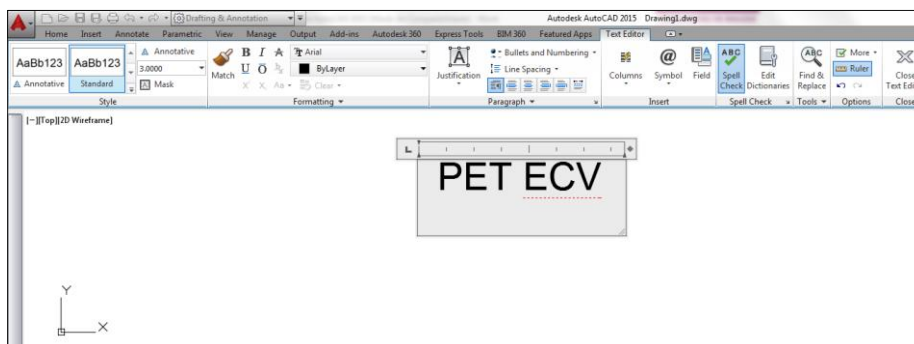 Drafting & Annotation
Autodesk AutoCAD 2015 Drawing1.dwg
Home Insert Annotate Parametric View Manage Output Add-ins Autodesk 360 Express Tools BIM 360 Featured Apps Text Editor
AaBb123 AaBb123
Annotative Standard
Annotative
3.0000
Mask
Style
Match
B I A Arial
U O ByLayer
Clear
Formatting
Justification
Bullets and Numbering
Line Spacing
Paragraph
Columns Symbol Field
Insert
ABC
Spell Check
Edit Dictionaries
Spell Check
ABC
Find & Replace
Tools
More
Ruler
Options
Close
[-][Top][2D Wireframe]
PET ECV
Y
X